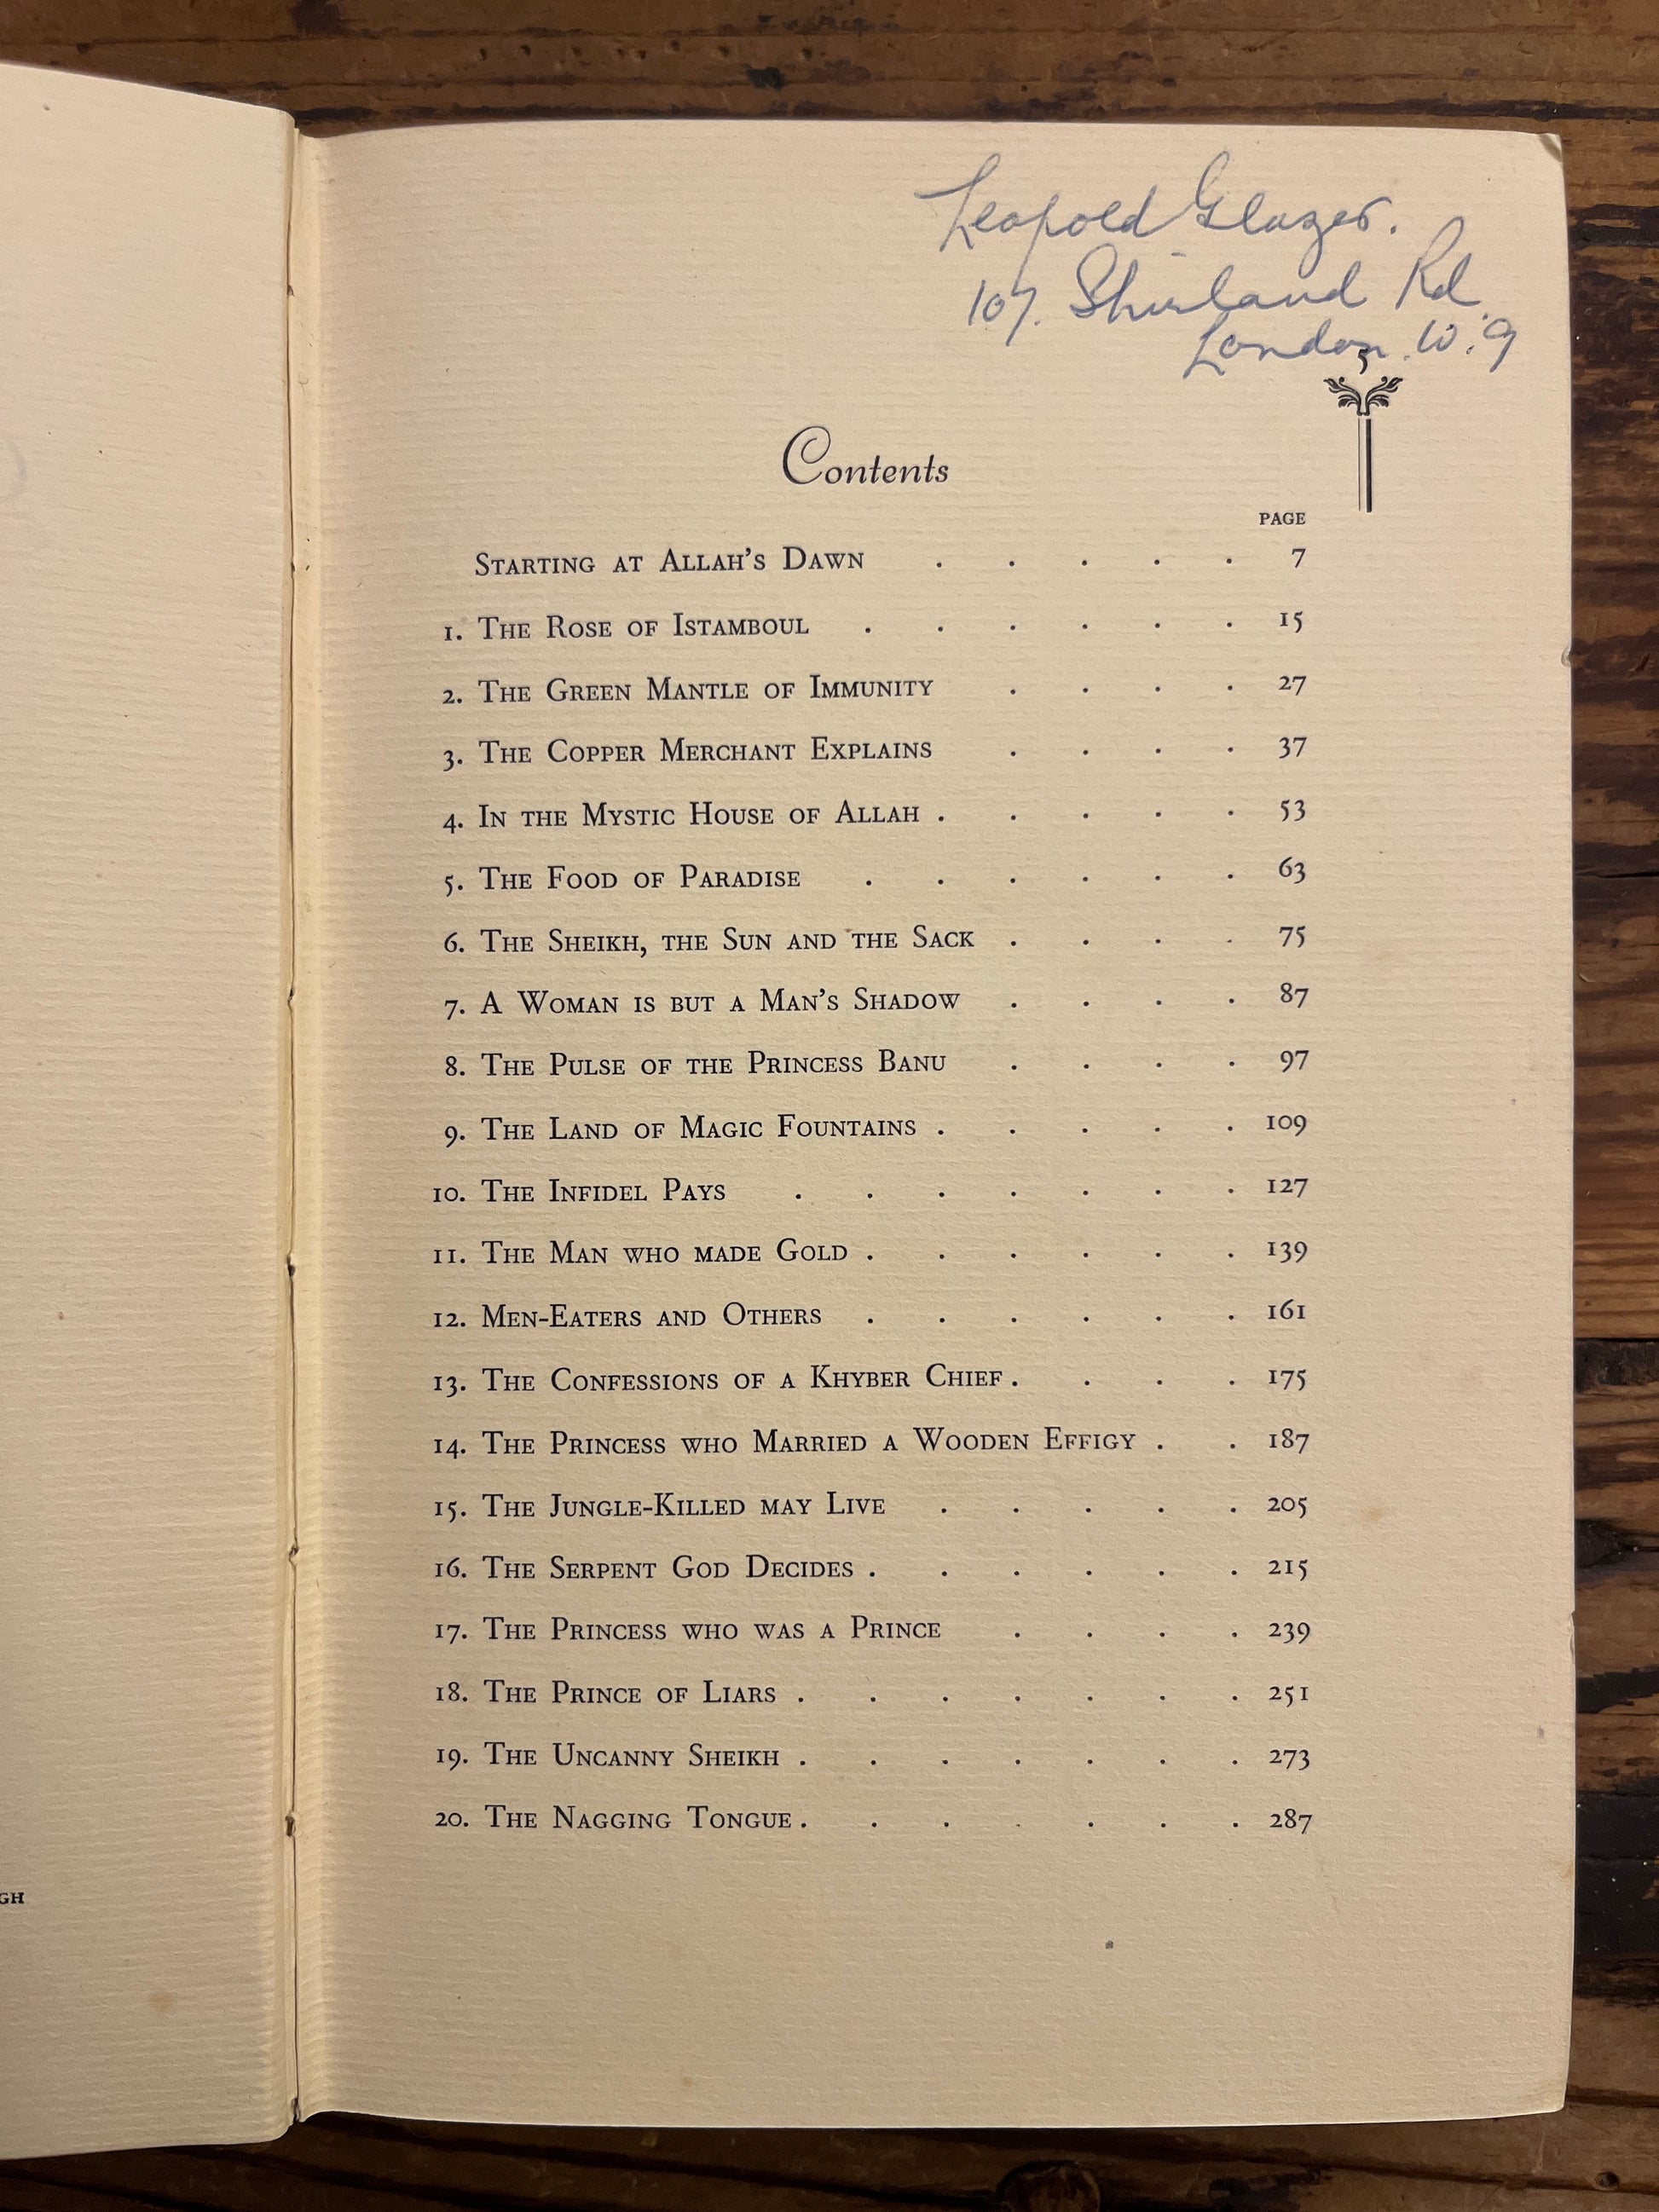 Leopold Glazer.
107. Shirland Rd
London. W.9
5
Contents
PAGE
STARTING AT ALLAH'S DAWN . . . . . 7
1. THE ROSE OF ISTAMBOUL . . . . . . 15
2. THE GREEN MANTLE OF IMMUNITY . . . . 27
3. THE COPPER MERCHANT EXPLAINS . . . . 37
4. IN THE MYSTIC HOUSE OF ALLAH . . . . . 53
5. THE FOOD OF PARADISE . . . . . . 63
6. THE SHEIKH, THE SUN AND THE SACK . . . . 75
7. A WOMAN IS BUT A MAN'S SHADOW . . . . 87
8. THE PULSE OF THE PRINCESS BANU . . . . 97
9. THE LAND OF MAGIC FOUNTAINS . . . . . 109
10. THE INFIDEL PAYS . . . . . . . 127
11. THE MAN WHO MADE GOLD . . . . . . 139
12. MEN-EATERS AND OTHERS . . . . . . 161
13. THE CONFESSIONS OF A KHYBER CHIEF . . . . 175
14. THE PRINCESS WHO MARRIED A WOODEN EFFIGY . . 187
15. THE JUNGLE-KILLED MAY LIVE . . . . . 205
16. THE SERPENT GOD DECIDES . . . . . . 215
17. THE PRINCESS WHO WAS A PRINCE . . . . 239
18. THE PRINCE OF LIARS . . . . . . . 251
19. THE UNCANNY SHEIKH . . . . . . . 273
20. THE NAGGING TONGUE . . . . . . . 287
GH